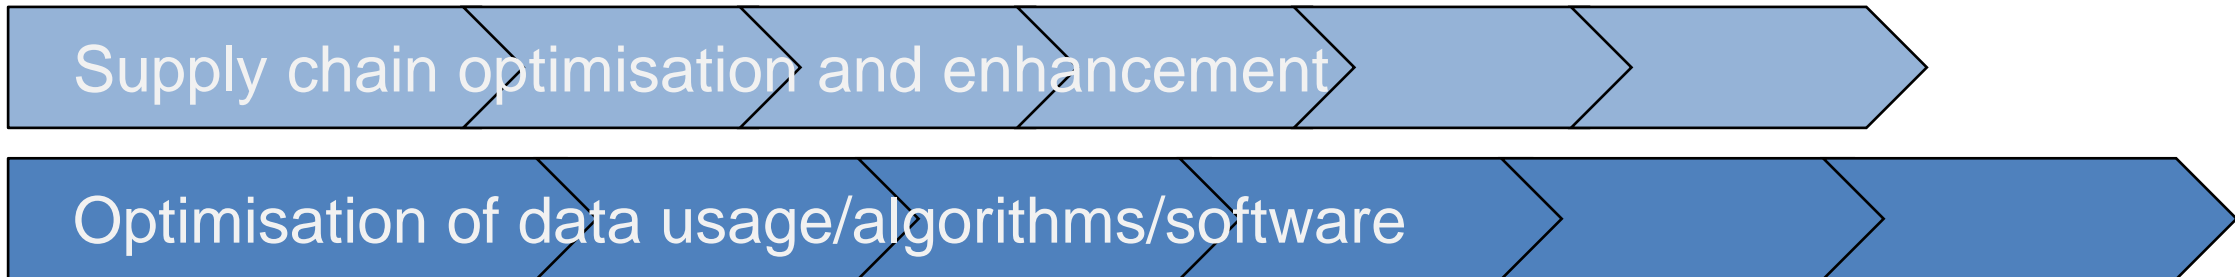 Supply chain optimisation and enhancement
Optimisation of data usage/algorithms/software